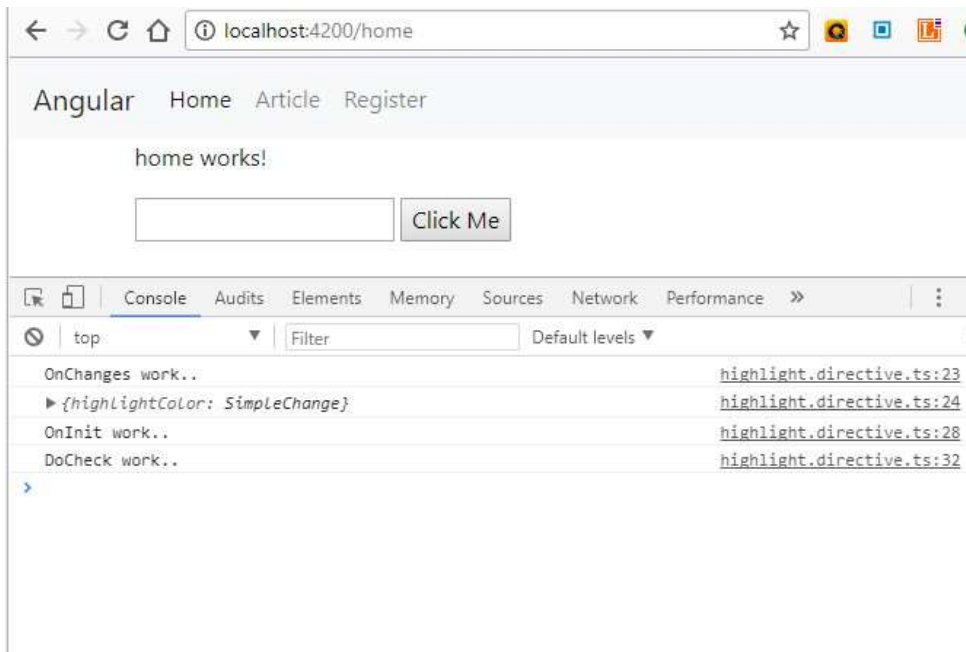 localhost:4200/home
Angular Home Article Register
home works!
Click Me
Console Audits Elements Memory Sources Network Performance »
top Filter Default levels
OnChanges work.. highlight.directive.ts:23
{highlightColor: SimpleChange} highlight.directive.ts:24
OnInit work.. highlight.directive.ts:28
DoCheck work.. highlight.directive.ts:32